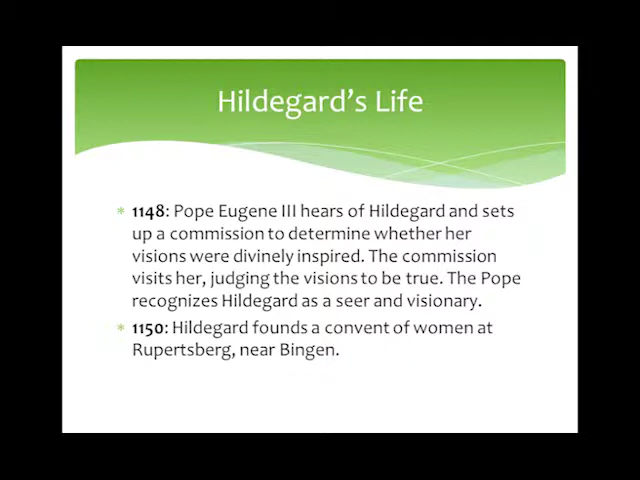 Hildegard's Life
* 1148: Pope Eugene III hears of Hildegard and sets
up a commission to determine whether her
visions were divinely inspired. The commission
visits her, judging the visions to be true. The Pope
recognizes Hildegard as a seer and visionary.
* 1150: Hildegard founds a convent of women at
Rupertsberg, near Bingen.